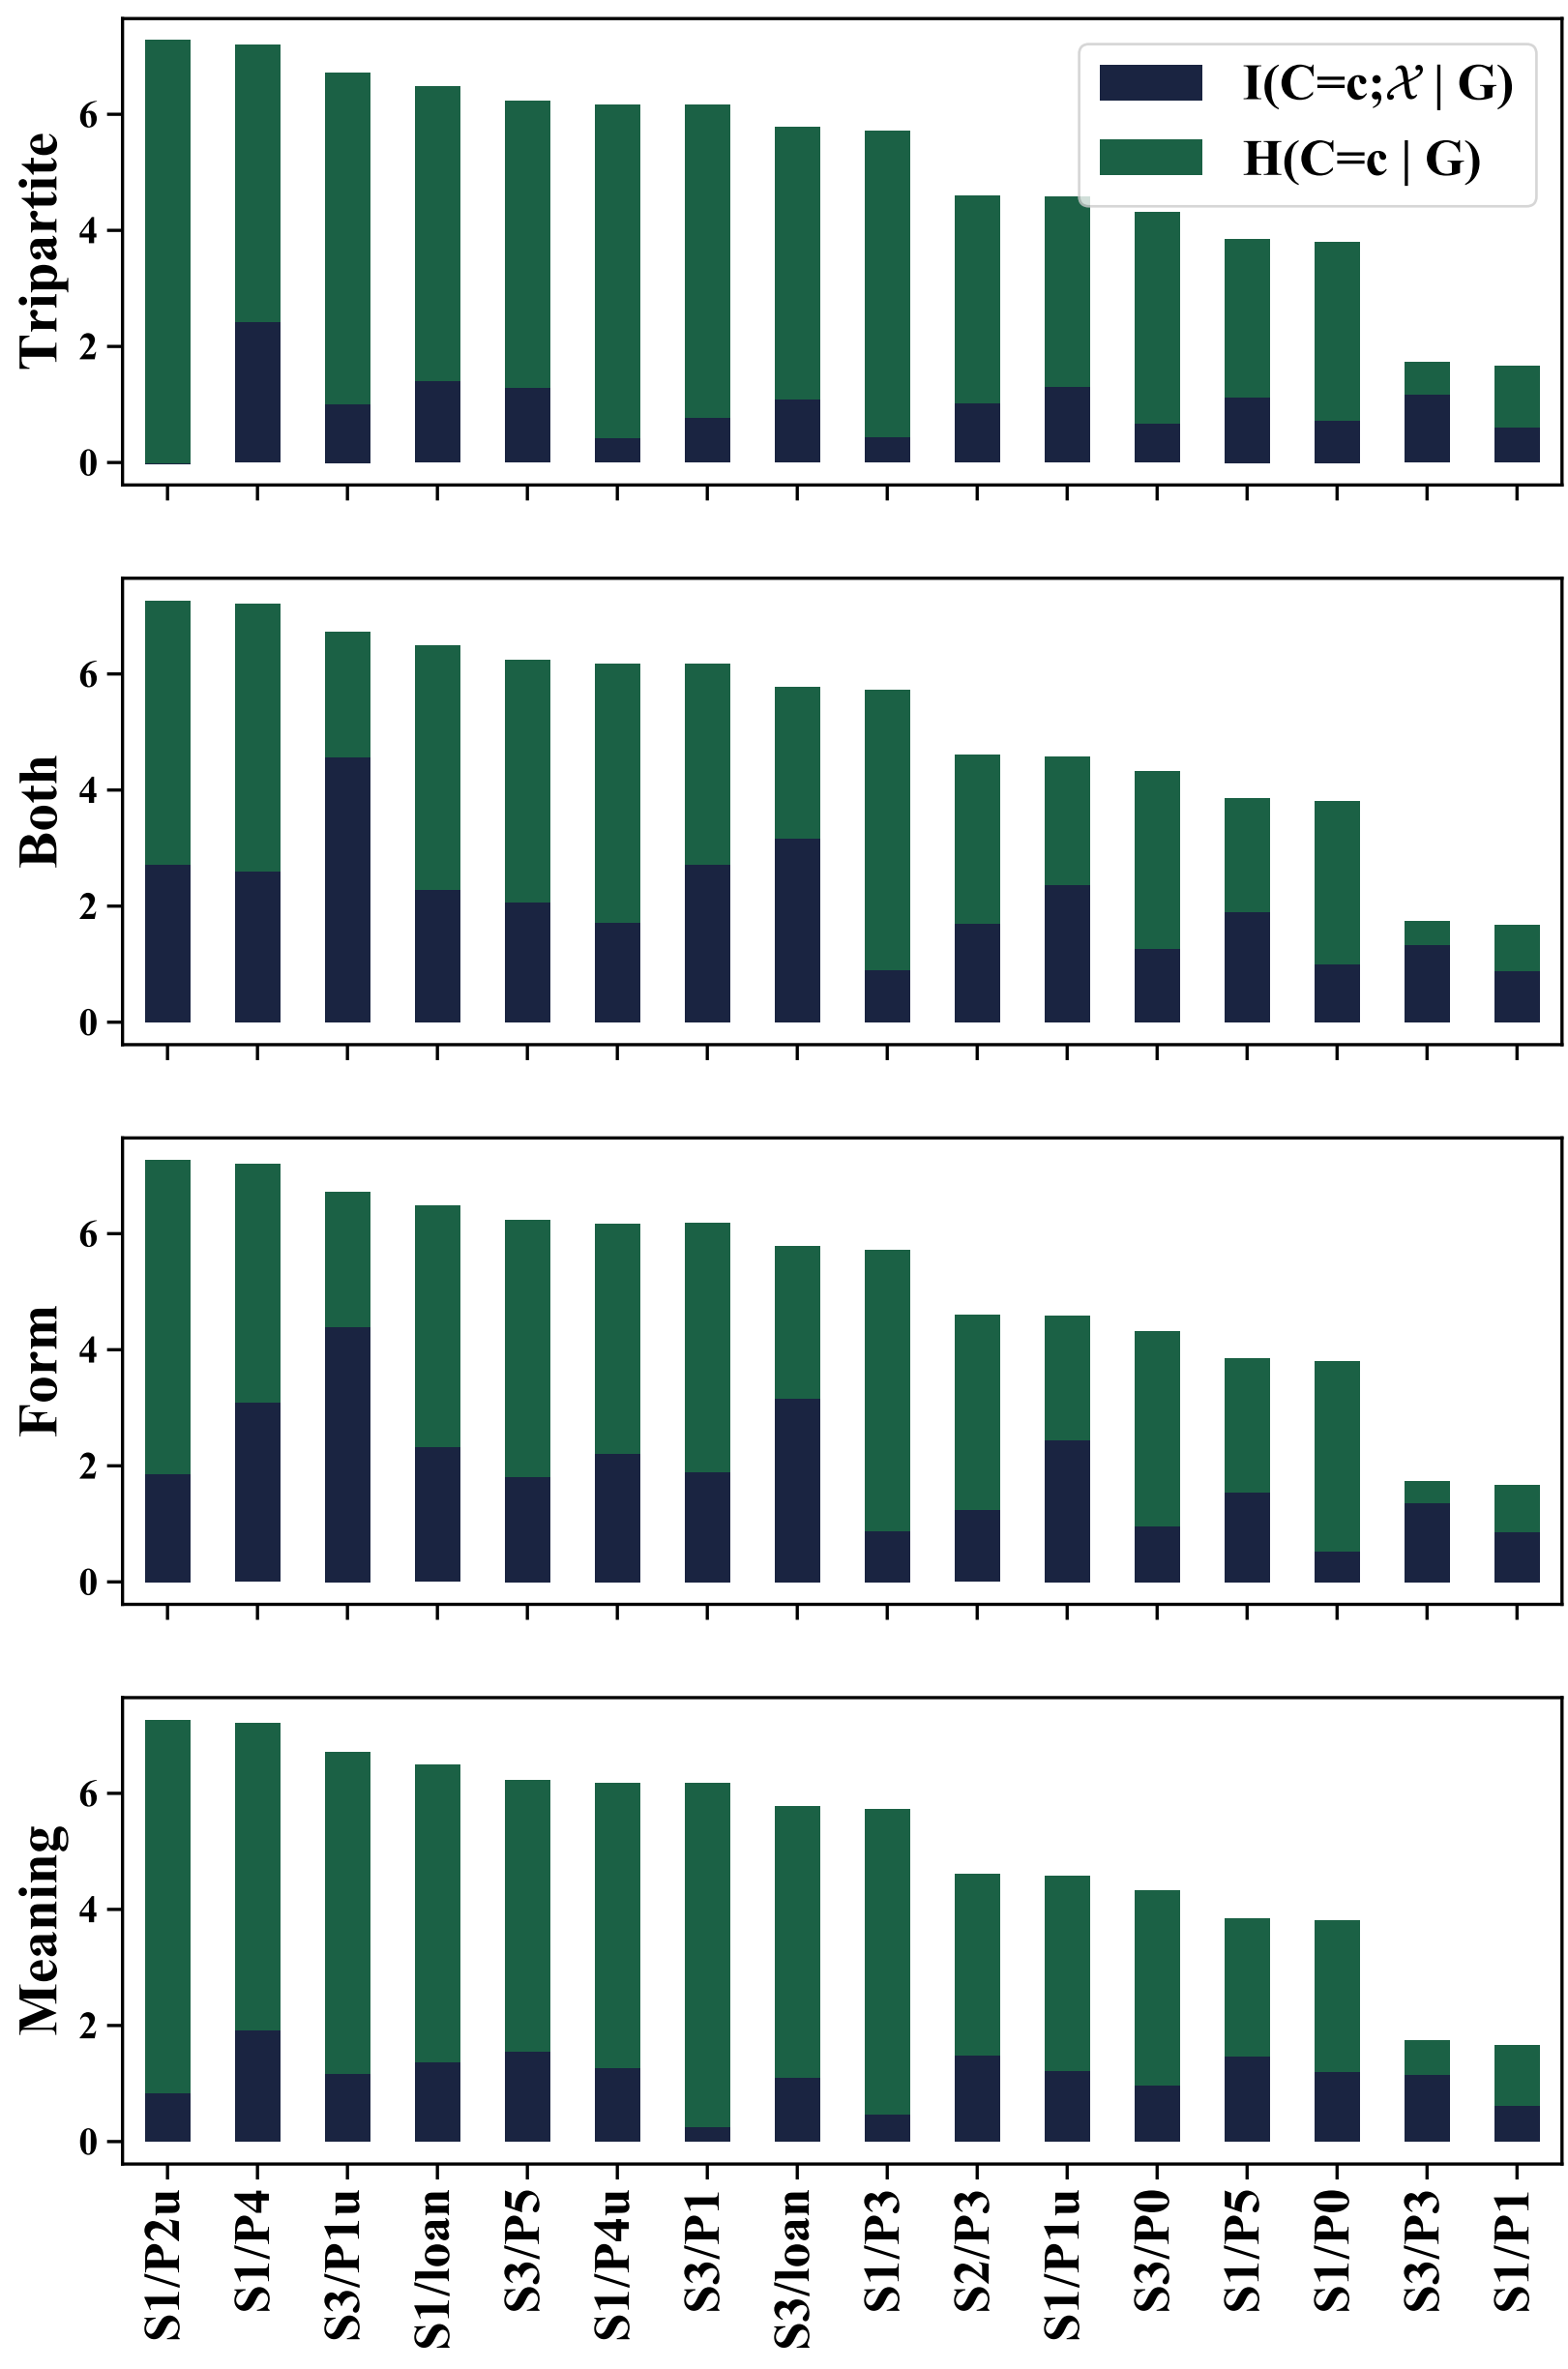 I(C=c;𝒳 | G)
H(C=c | G)
Tripartite
6
4
2
0
Both
6
4
2
0
Form
6
4
2
0
Meaning
6
4
2
0
S1/P2u
S1/P4
S3/P1u
S1/loan
S3/P5
S1/P4u
S3/P1
S3/loan
S1/P3
S2/P3
S1/P1u
S3/P0
S1/P5
S1/P0
S3/P3
S1/P1